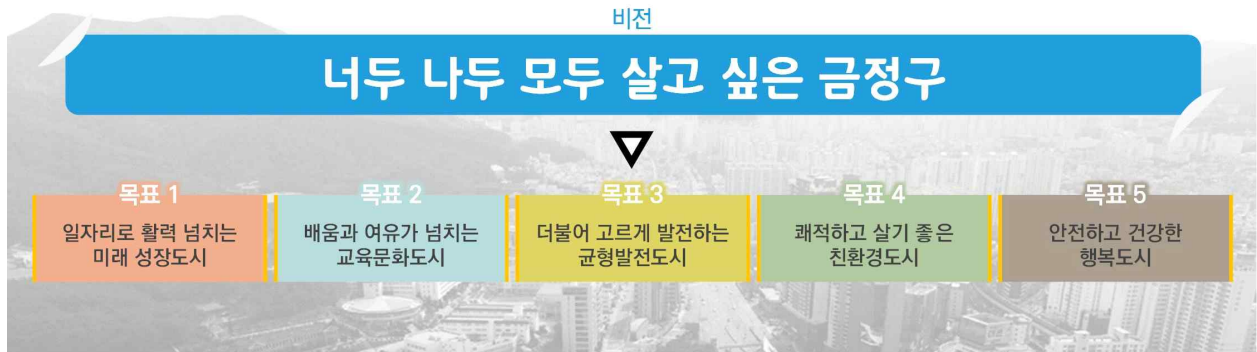 비전
너두 나두 모두 살고 싶은 금정구
목표 1
일자리로 활력 넘치는
미래 성장도시
목표 2
배움과 여유가 넘치는
교육문화도시
목표 3
더불어 고르게 발전하는
균형발전도시
목표 4
쾌적하고 살기 좋은
친환경도시
목표 5
안전하고 건강한
행복도시